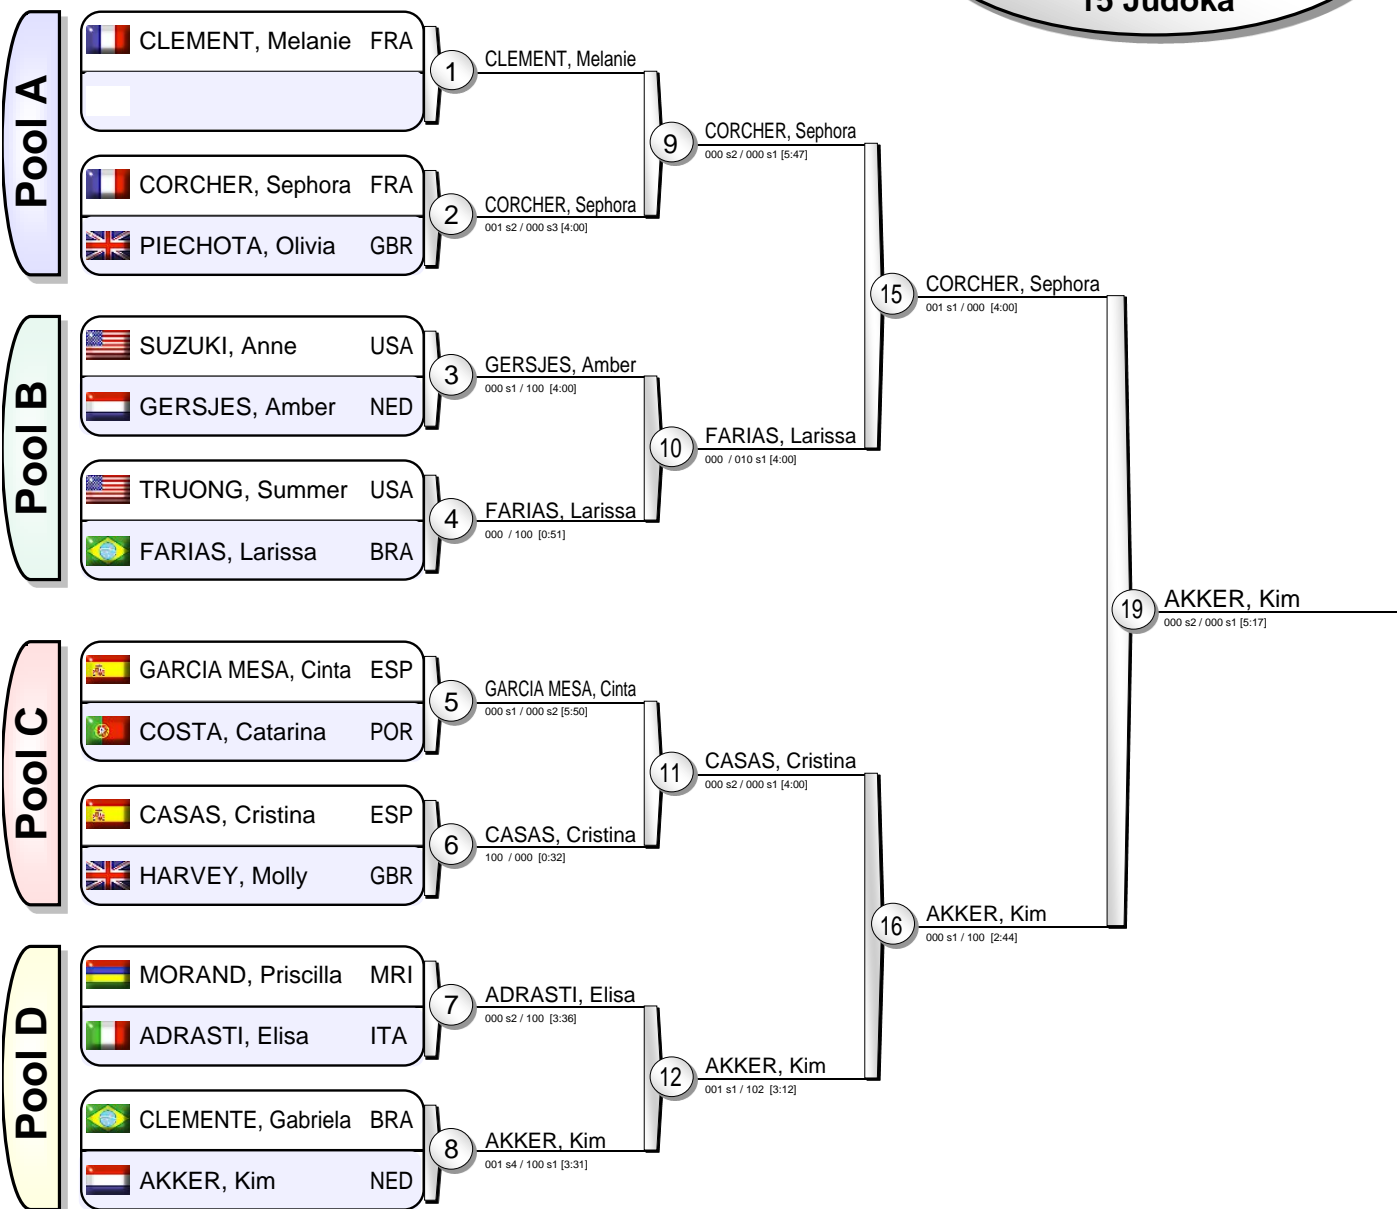 15 Judoka
Pool A
CLEMENT, Melanie FRA
CORCHER, Sephora FRA
PIECHOTA, Olivia GBR
Pool B
SUZUKI, Anne USA
GERSJES, Amber NED
TRUONG, Summer USA
FARIAS, Larissa BRA
Pool C
GARCIA MESA, Cinta ESP
COSTA, Catarina POR
CASAS, Cristina ESP
HARVEY, Molly GBR
Pool D
MORAND, Priscilla MRI
ADRASTI, Elisa ITA
CLEMENTE, Gabriela BRA
AKKER, Kim NED
1
CLEMENT, Melanie
2
CORCHER, Sephora
001 s2 / 000 s3 [4:00]
3
GERSJES, Amber
000 s1 / 100 [4:00]
4
FARIAS, Larissa
000 / 100 [0:51]
5
GARCIA MESA, Cinta
000 s1 / 000 s2 [5:50]
6
CASAS, Cristina
100 / 000 [0:32]
7
ADRASTI, Elisa
000 s2 / 100 [3:36]
8
AKKER, Kim
001 s4 / 100 s1 [3:31]
9
CORCHER, Sephora
000 s2 / 000 s1 [5:47]
10
FARIAS, Larissa
000 / 010 s1 [4:00]
11
CASAS, Cristina
000 s2 / 000 s1 [4:00]
12
AKKER, Kim
001 s1 / 102 [3:12]
15
CORCHER, Sephora
001 s1 / 000 [4:00]
16
AKKER, Kim
000 s1 / 100 [2:44]
19
AKKER, Kim
000 s2 / 000 s1 [5:17]